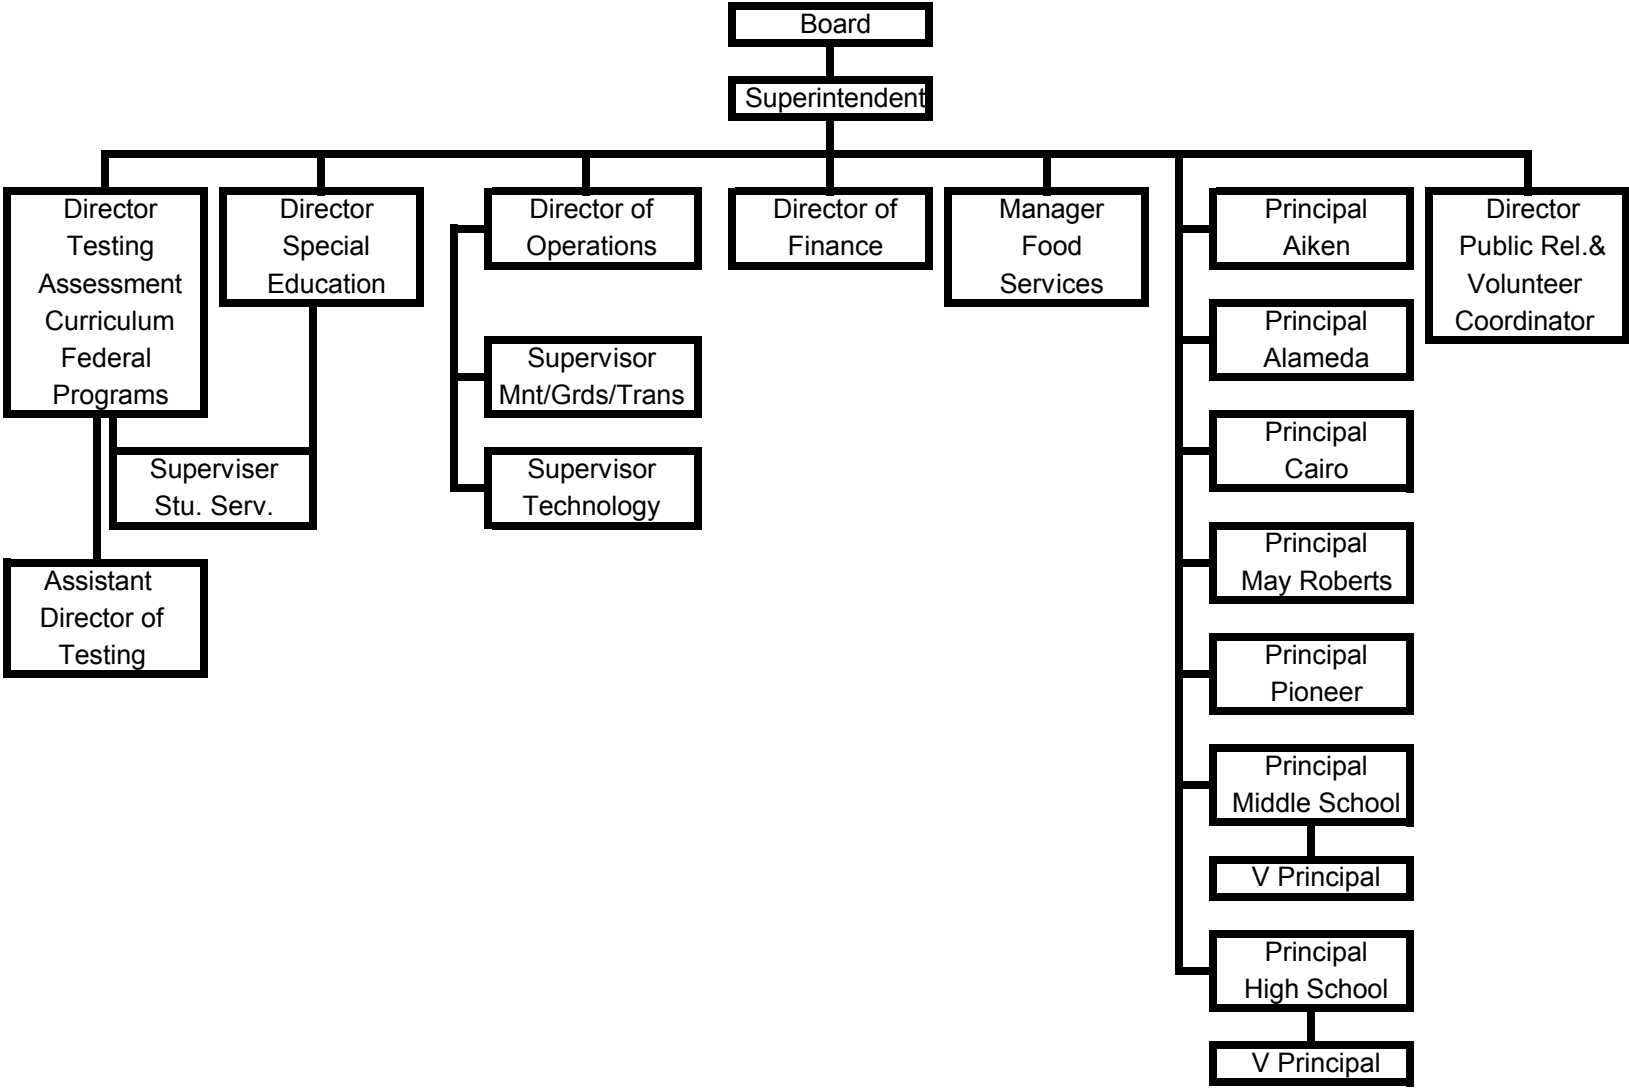 Board
Superintendent
Director
Testing
Assessment
Curriculum
Federal
Programs
Director
Special
Education
Director of
Operations
Director of
Finance
Manager
Food
Services
Principal
Aiken
Director
Public Rel.&
Volunteer
Coordinator
Principal
Alameda
Supervisor
Mnt/Grds/Trans
Principal
Cairo
Superviser
Stu. Serv.
Supervisor
Technology
Principal
May Roberts
Assistant
Director of
Testing
Principal
Pioneer
Principal
Middle School
V Principal
Principal
High School
V Principal